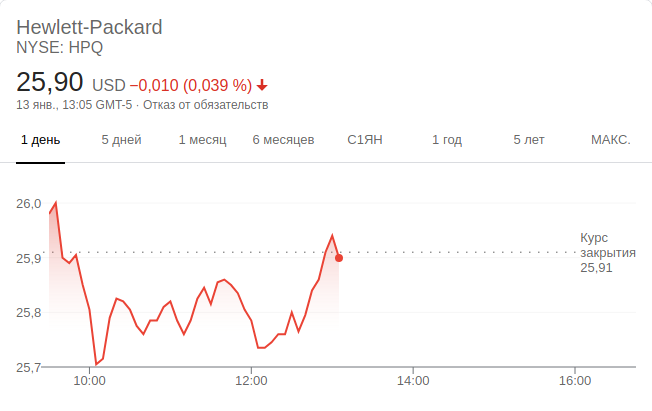 Hewlett-Packard
NYSE: HPQ
25,90 USD −0,010 (0,039 %)
13 янв., 13:05 GMT-5 · Отказ от обязательств
1 день 5 дней 1 месяц 6 месяцев С1ЯН 1 год 5 лет МАКС.
26,0
Курс
закрытия
25,9
25,91
25,8
25,7
10:00 12:00 14:00 16:00